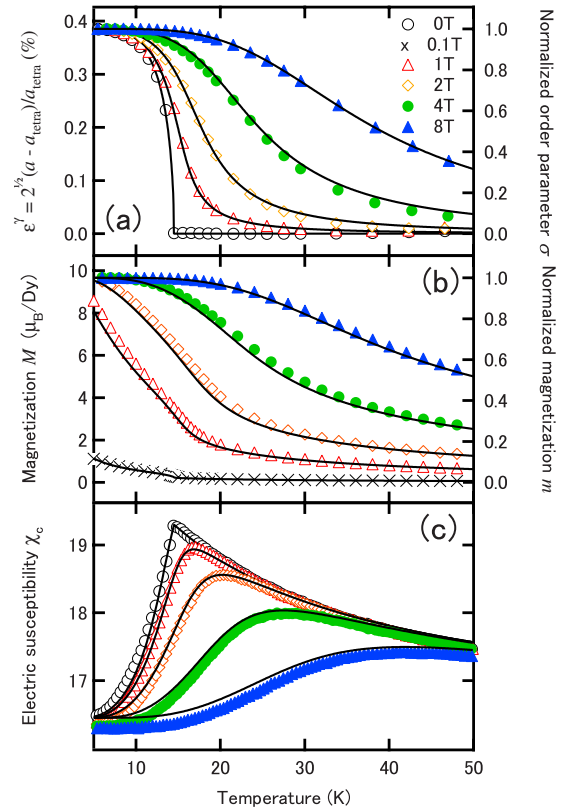 0.4
0.3
0.2
0.1
0.0
ε^γ = 2^{1/2}(a - a_tetra)/a_tetra (%)
(a)
0T
0.1T
1T
2T
4T
8T
1.0
0.8
0.6
0.4
0.2
0.0
Normalized order parameter σ
10
8
6
4
2
0
Magnetization M (μ_B/Dy)
(b)
1.0
0.8
0.6
0.4
0.2
0.0
Normalized magnetization m
19
18
17
Electric susceptibility χ_c
(c)
10
20
30
40
50
Temperature (K)